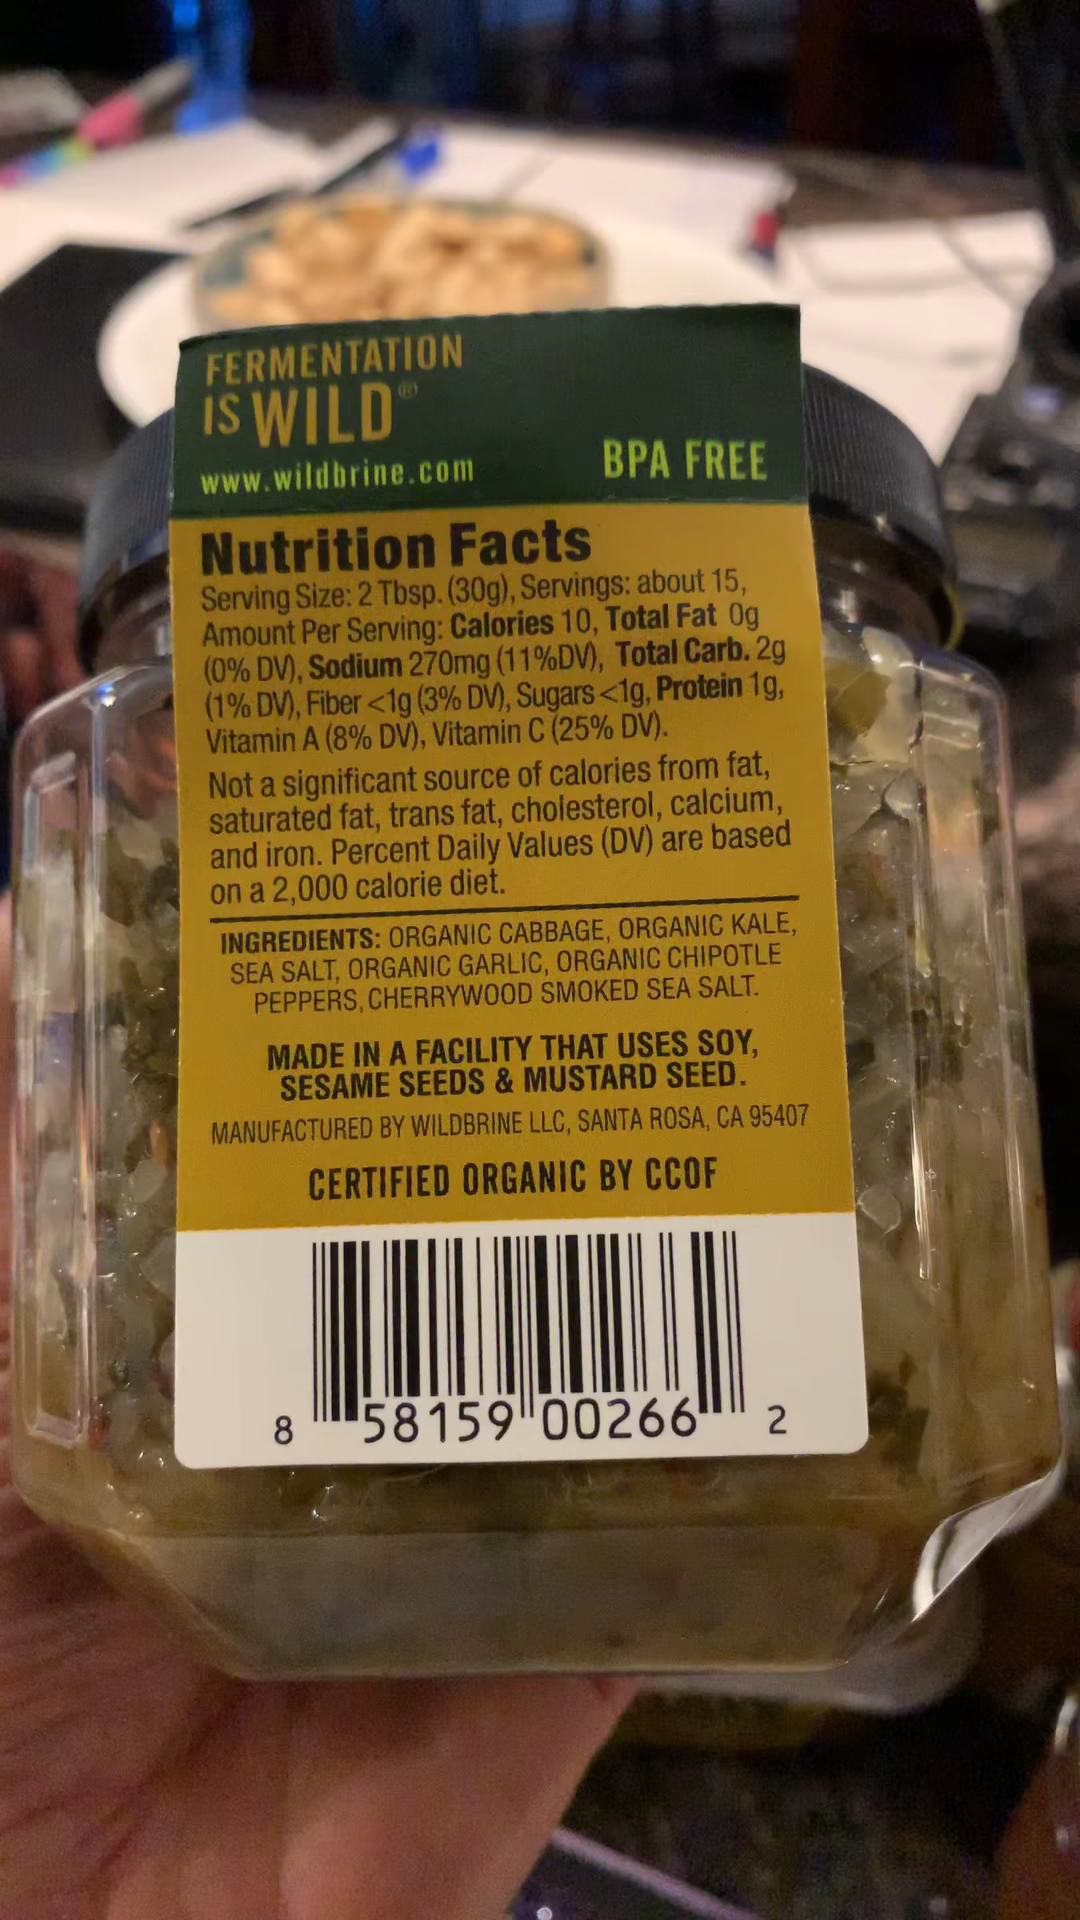 FERMENTATION
IS WILD®
www.wildbrine.com
BPA FREE
Nutrition Facts
Serving Size: 2 Tbsp. (30g), Servings: about 15,
Amount Per Serving: Calories 10, Total Fat 0g
(0% DV), Sodium 270mg (11%DV), Total Carb. 2g
(1% DV), Fiber <1g (3% DV), Sugars <1g, Protein 1g,
Vitamin A (8% DV), Vitamin C (25% DV).
Not a significant source of calories from fat,
saturated fat, trans fat, cholesterol, calcium,
and iron. Percent Daily Values (DV) are based
on a 2,000 calorie diet.
INGREDIENTS: ORGANIC CABBAGE, ORGANIC KALE,
SEA SALT, ORGANIC GARLIC, ORGANIC CHIPOTLE
PEPPERS, CHERRYWOOD SMOKED SEA SALT.
MADE IN A FACILITY THAT USES SOY,
SESAME SEEDS & MUSTARD SEED.
MANUFACTURED BY WILDBRINE LLC, SANTA ROSA, CA 95407
CERTIFIED ORGANIC BY CCOF
8 58159 00266 2